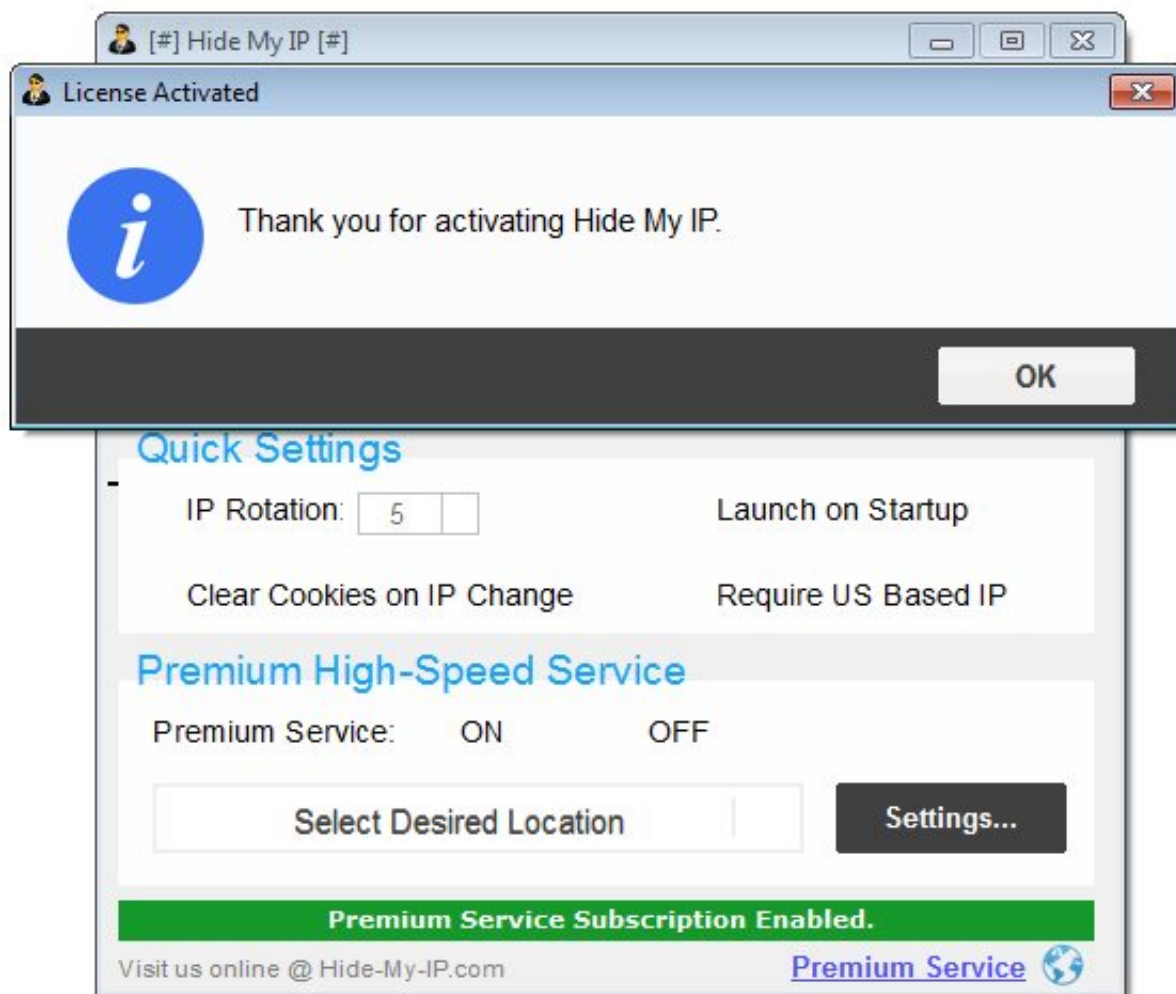 [#] Hide My IP [#]
License Activated
Thank you for activating Hide My IP.
OK
Quick Settings
IP Rotation: 5
Launch on Startup
Clear Cookies on IP Change
Require US Based IP
Premium High-Speed Service
Premium Service: ON OFF
Select Desired Location
Settings...
Premium Service Subscription Enabled.
Visit us online @ Hide-My-IP.com
Premium Service